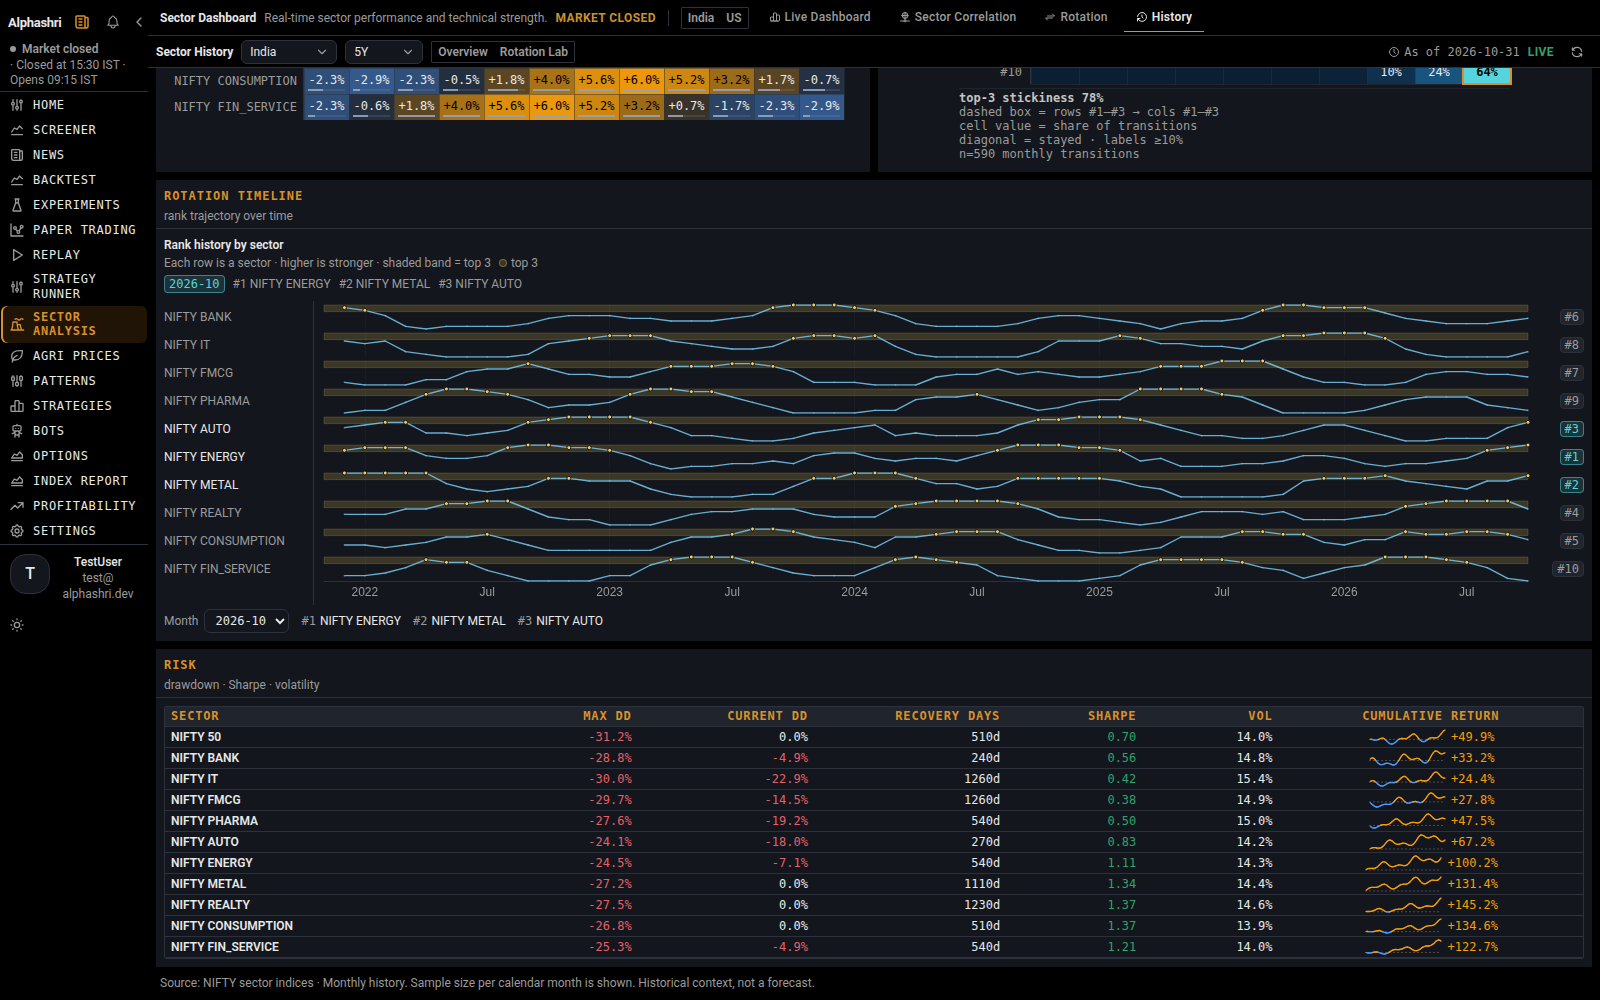 Alphashri
Market closed
· Closed at 15:30 IST ·
Opens 09:15 IST
HOME
SCREENER
NEWS
BACKTEST
EXPERIMENTS
PAPER TRADING
REPLAY
STRATEGY
RUNNER
SECTOR
ANALYSIS
AGRI PRICES
PATTERNS
STRATEGIES
BOTS
OPTIONS
INDEX REPORT
PROFITABILITY
SETTINGS
T
TestUser
test@
alphashri.dev
Sector Dashboard Real-time sector performance and technical strength. MARKET CLOSED India US Live Dashboard Sector Correlation Rotation History
Sector History India 5Y Overview Rotation Lab As of 2026-10-31 LIVE
NIFTY CONSUMPTION -2.3% -2.9% -2.3% -0.5% +1.8% +4.0% +5.6% +6.0% +5.2% +3.2% +1.7% -0.7%
NIFTY FIN_SERVICE -2.3% -0.6% +1.8% +4.0% +5.6% +6.0% +5.2% +3.2% +0.7% -1.7% -2.3% -2.9%
#10 10% 24% 64%
top-3 stickiness 78%
dashed box = rows #1–#3 → cols #1–#3
cell value = share of transitions
diagonal = stayed · labels ≥10%
n=590 monthly transitions
ROTATION TIMELINE
rank trajectory over time
Rank history by sector
Each row is a sector · higher is stronger · shaded band = top 3 top 3
2026-10 #1 NIFTY ENERGY #2 NIFTY METAL #3 NIFTY AUTO
NIFTY BANK #6
NIFTY IT #8
NIFTY FMCG #7
NIFTY PHARMA #9
NIFTY AUTO #3
NIFTY ENERGY #1
NIFTY METAL #2
NIFTY REALTY #4
NIFTY CONSUMPTION #5
NIFTY FIN_SERVICE #10
2022 Jul 2023 Jul 2024 Jul 2025 Jul 2026 Jul
Month 2026-10 #1 NIFTY ENERGY #2 NIFTY METAL #3 NIFTY AUTO
RISK
drawdown · Sharpe · volatility
SECTOR MAX DD CURRENT DD RECOVERY DAYS SHARPE VOL CUMULATIVE RETURN
NIFTY 50 -31.2% 0.0% 510d 0.70 14.0% +49.9%
NIFTY BANK -28.8% -4.9% 240d 0.56 14.8% +33.2%
NIFTY IT -30.0% -22.9% 1260d 0.42 15.4% +24.4%
NIFTY FMCG -29.7% -14.5% 1260d 0.38 14.9% +27.8%
NIFTY PHARMA -27.6% -19.2% 540d 0.50 15.0% +47.5%
NIFTY AUTO -24.1% -18.0% 270d 0.83 14.2% +67.2%
NIFTY ENERGY -24.5% -7.1% 540d 1.11 14.3% +100.2%
NIFTY METAL -27.2% 0.0% 1110d 1.34 14.4% +131.4%
NIFTY REALTY -27.5% 0.0% 1230d 1.37 14.6% +145.2%
NIFTY CONSUMPTION -26.8% 0.0% 510d 1.37 13.9% +134.6%
NIFTY FIN_SERVICE -25.3% -4.9% 540d 1.21 14.0% +122.7%
Source: NIFTY sector indices · Monthly history. Sample size per calendar month is shown. Historical context, not a forecast.